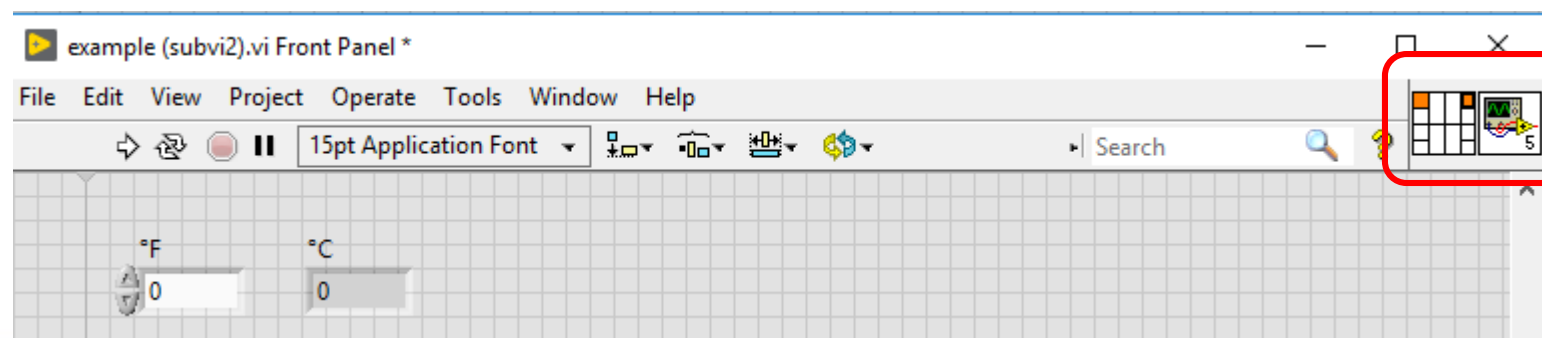 example (subvi2).vi Front Panel *
File Edit View Project Operate Tools Window Help
15pt Application Font Search ?
5
°F °C
0 0